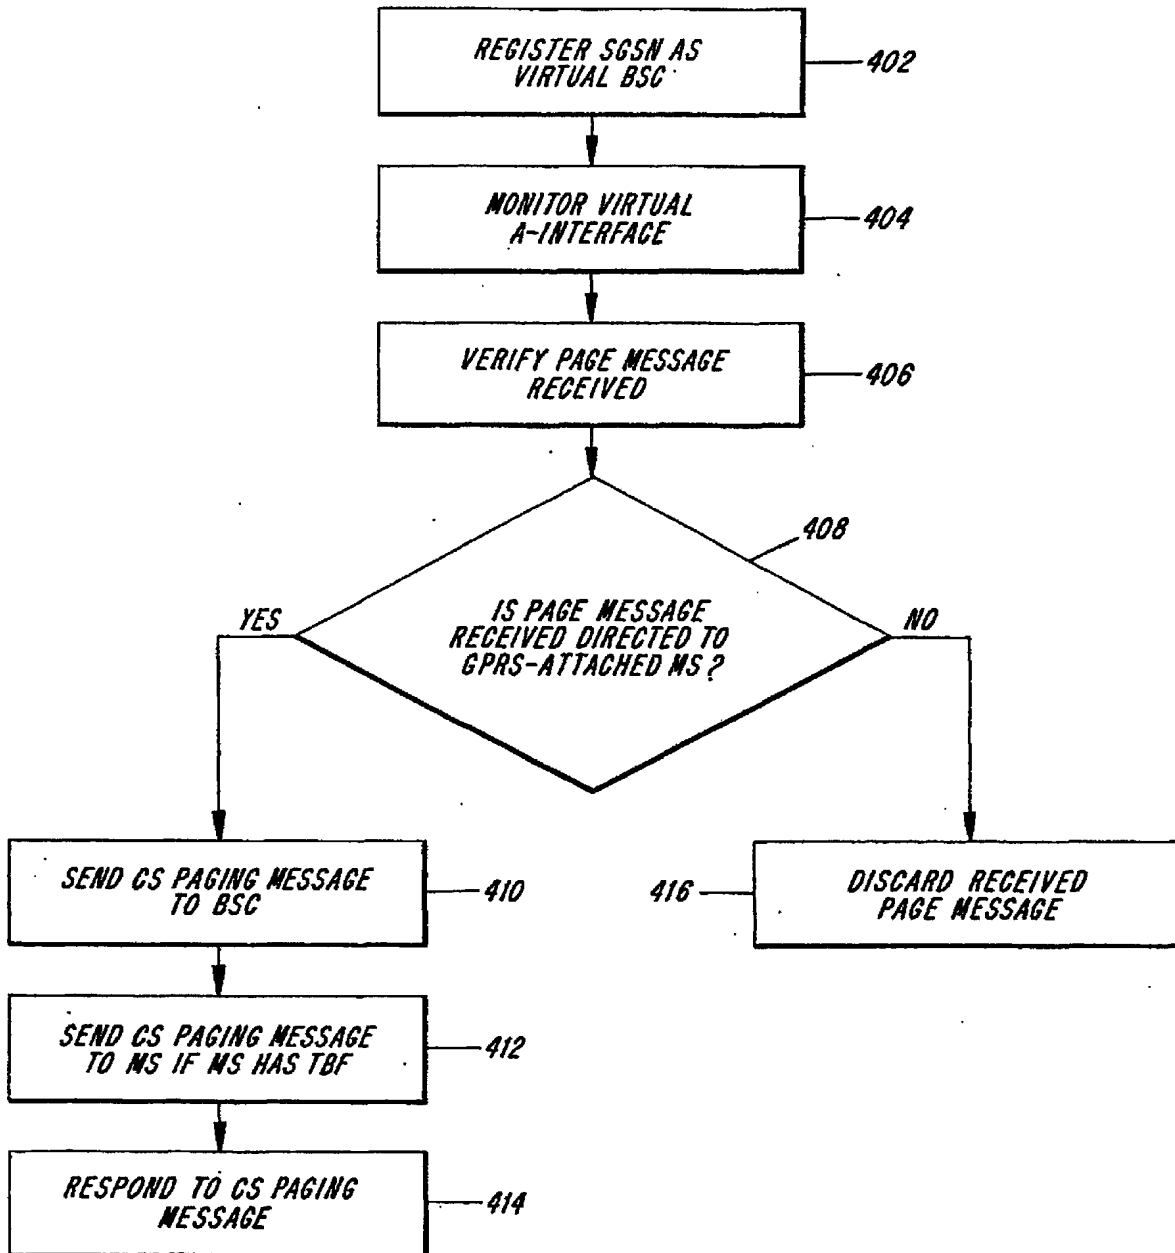 REGISTER SGSN AS
VIRTUAL BSC
402
MONITOR VIRTUAL
A-INTERFACE
404
VERIFY PAGE MESSAGE
RECEIVED
406
408
YES
IS PAGE MESSAGE
RECEIVED DIRECTED TO
GPRS-ATTACHED MS?
NO
SEND CS PAGING MESSAGE
TO BSC
410
416
DISCARD RECEIVED
PAGE MESSAGE
SEND CS PAGING MESSAGE
TO MS IF MS HAS TBF
412
RESPOND TO CS PAGING
MESSAGE
414